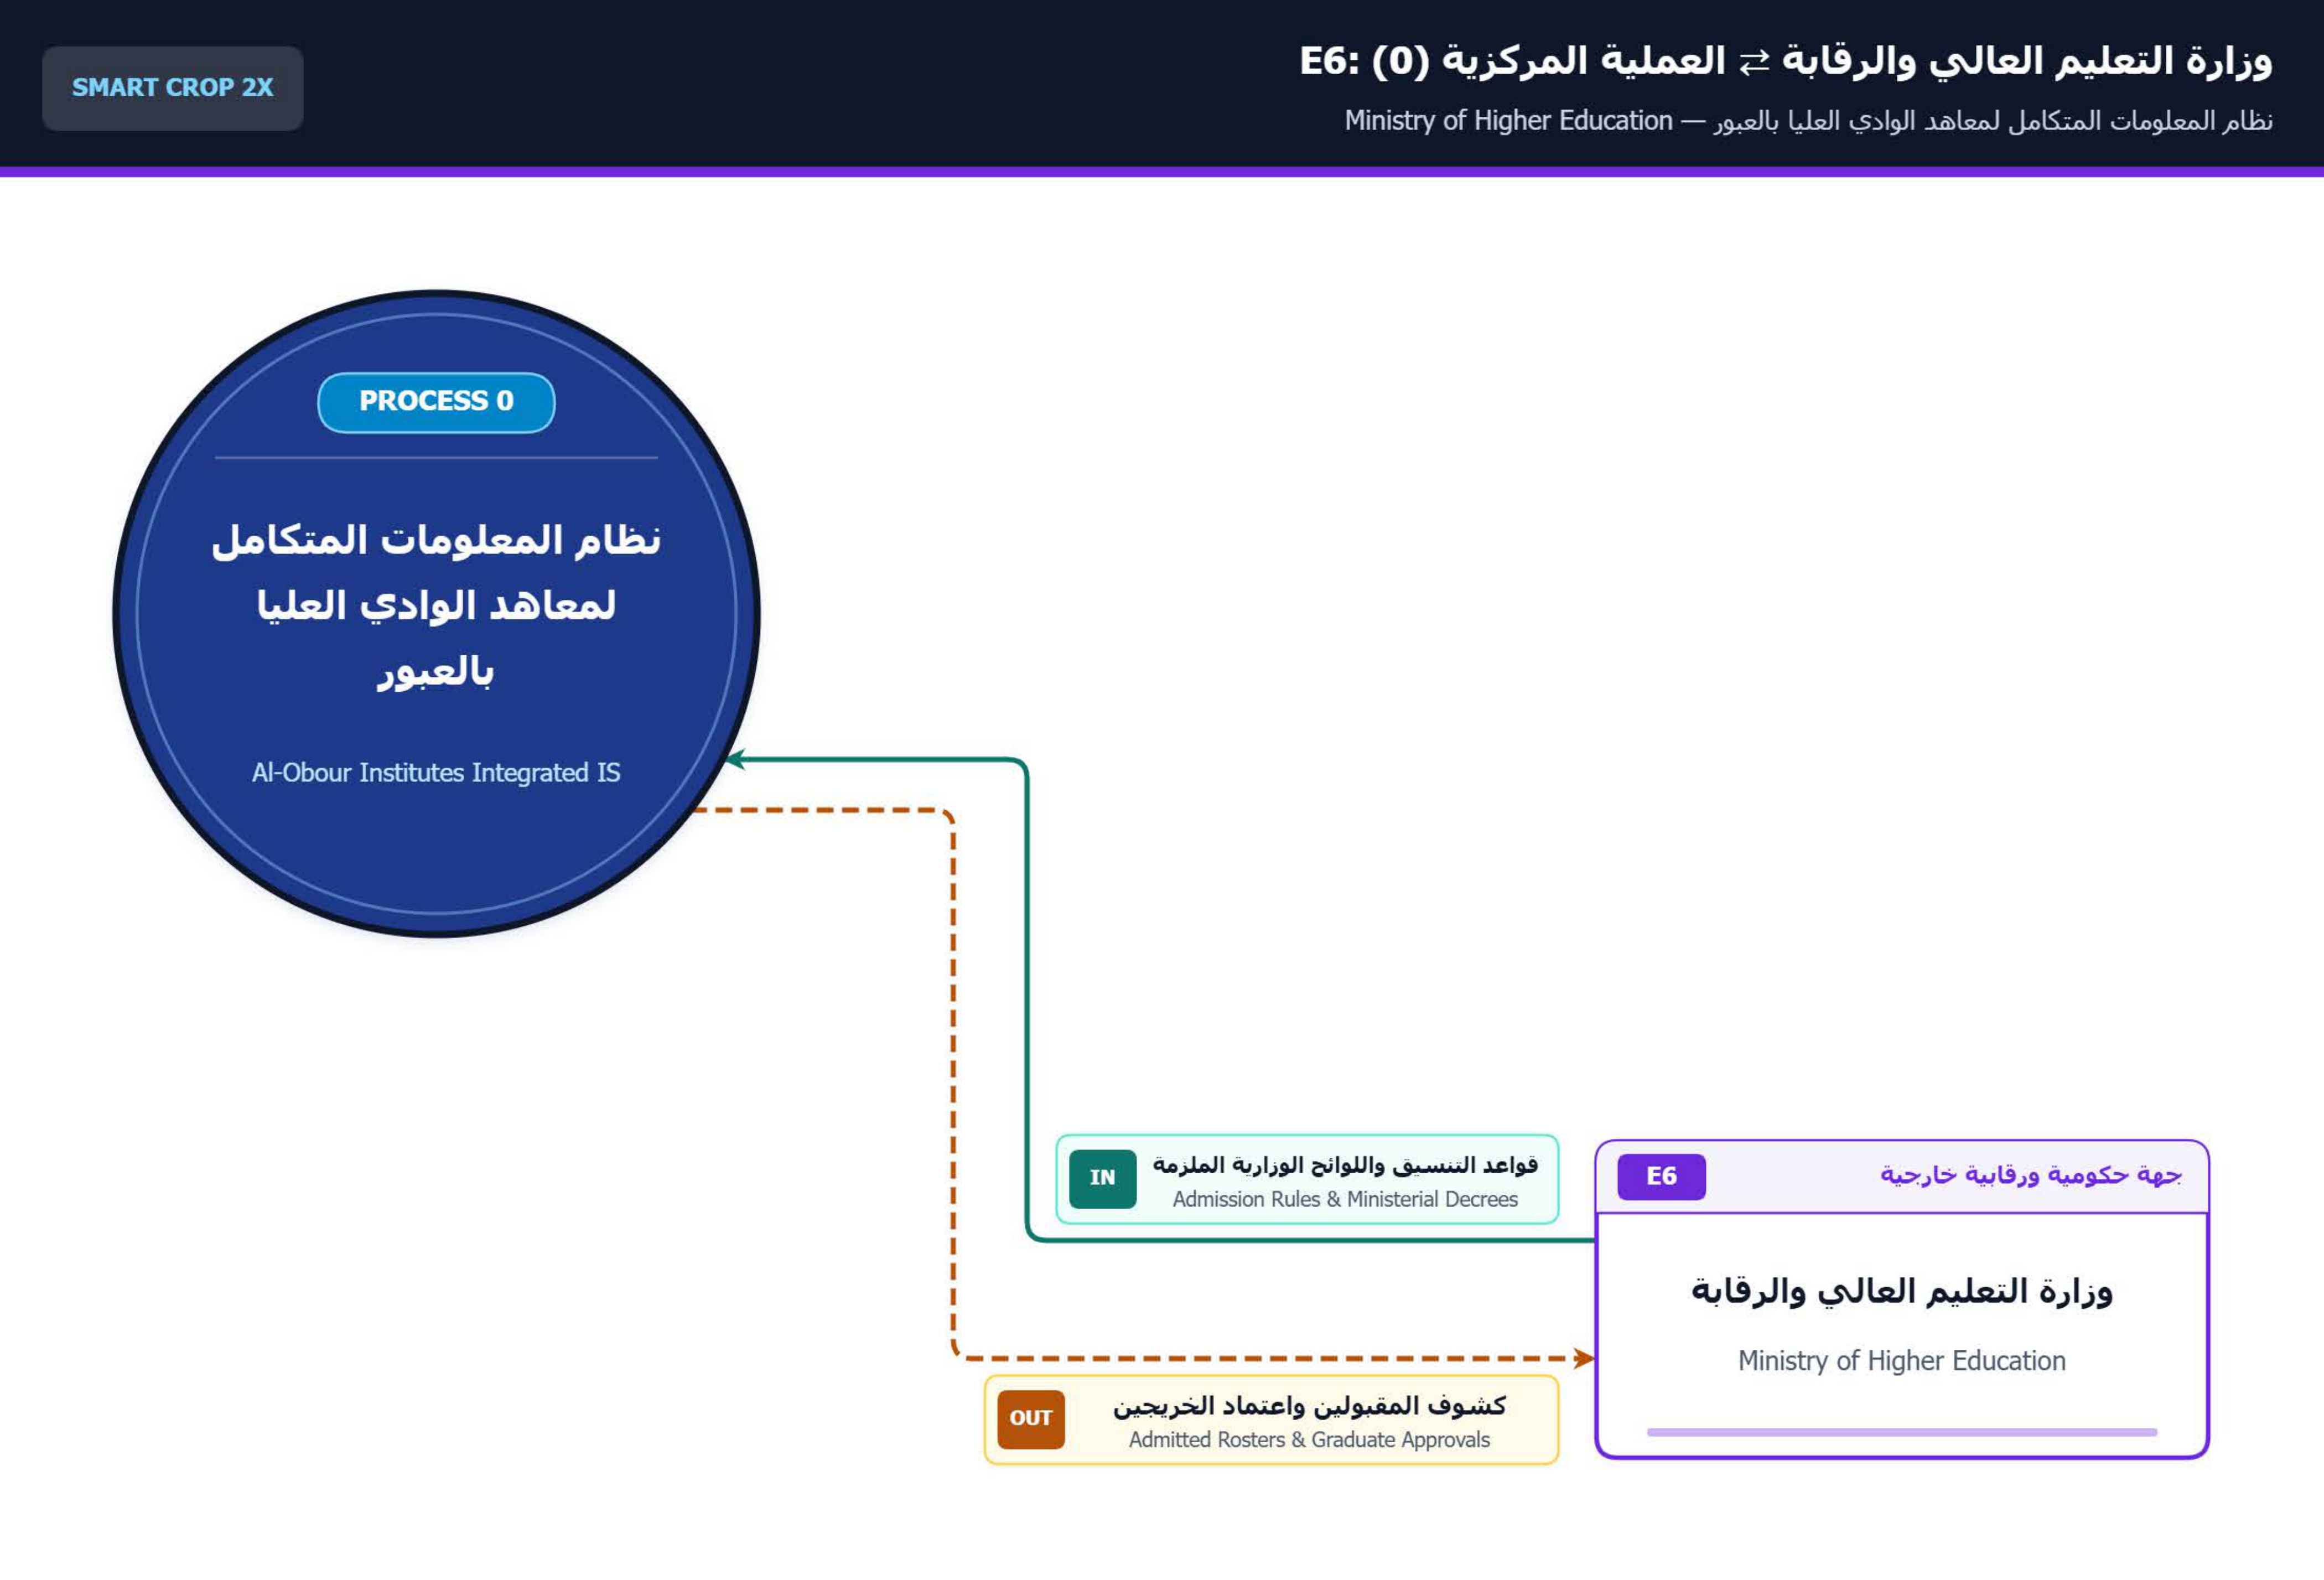 E6: وزارة التعليم العالي والرقابة ⇄ العملية المركزية (0)
نظام المعلومات المتكامل لمعاهد الوادي العليا بالعبور — Ministry of Higher Education
SMART CROP 2X
PROCESS 0
نظام المعلومات المتكامل
لمعاهد الوادي العليا
بالعبور
Al-Obour Institutes Integrated IS
قواعد التنسيق واللوائح الوزارية الملزمة
IN
Admission Rules & Ministerial Decrees
جهة حكومية ورقابية خارجية
E6
وزارة التعليم العالي والرقابة
Ministry of Higher Education
كشوف المقبولين واعتماد الخريجين
OUT
Admitted Rosters & Graduate Approvals